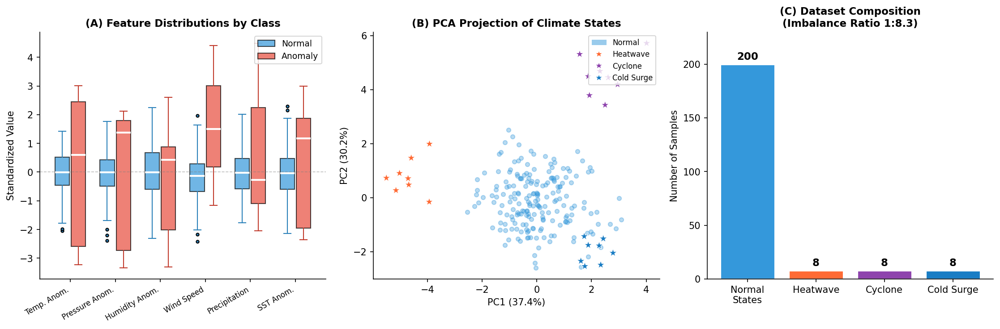 (A) Feature Distributions by Class
Standardized Value
4
3
2
1
0
−1
−2
−3
Normal
Anomaly
Temp. Anom.
Pressure Anom.
Humidity Anom.
Wind Speed
Precipitation
SST Anom.
(B) PCA Projection of Climate States
PC2 (30.2%)
6
4
2
0
−2
Normal
Heatwave
Cyclone
Cold Surge
−4
−2
0
2
4
PC1 (37.4%)
(C) Dataset Composition
(Imbalance Ratio 1:8.3)
Number of Samples
200
150
100
50
0
200
8
8
8
Normal
States
Heatwave
Cyclone
Cold Surge